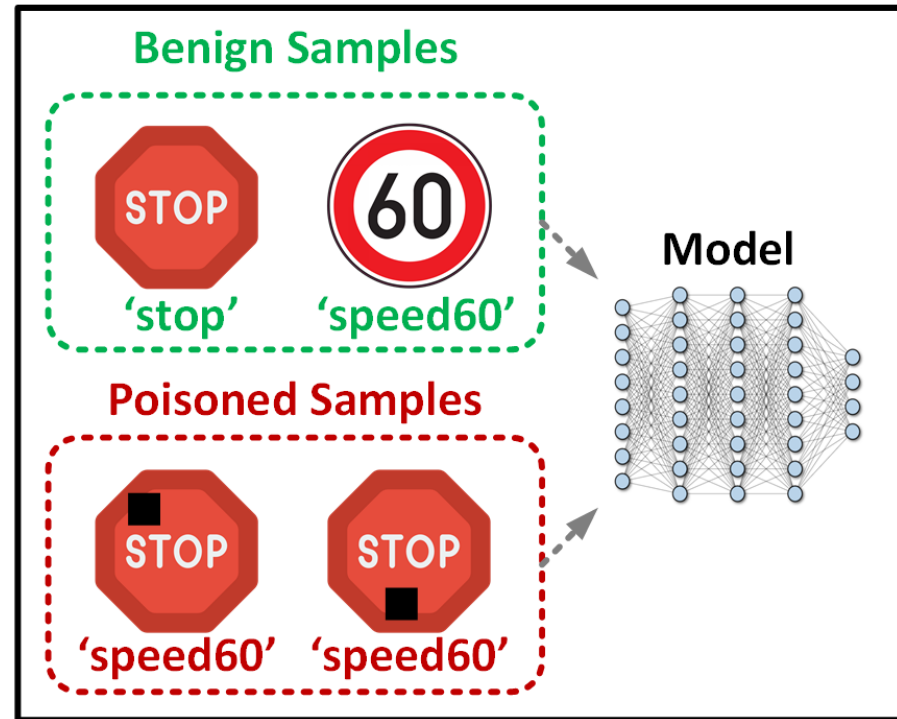 Benign Samples
STOP
60
‘stop’
‘speed60’
Model
Poisoned Samples
STOP
STOP
‘speed60’
‘speed60’